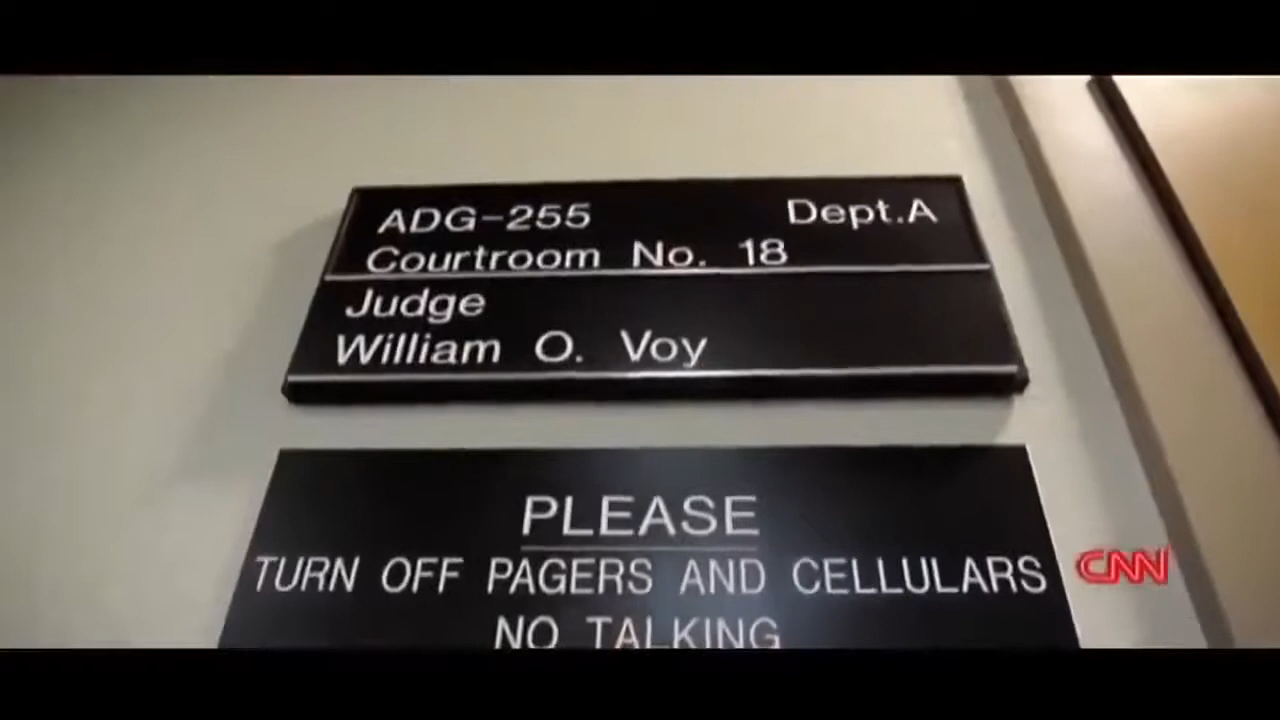 ADG-255 Dept.A
Courtroom No. 18
Judge
William O. Voy
PLEASE
TURN OFF PAGERS AND CELLULARS
CNN
NO TALKING